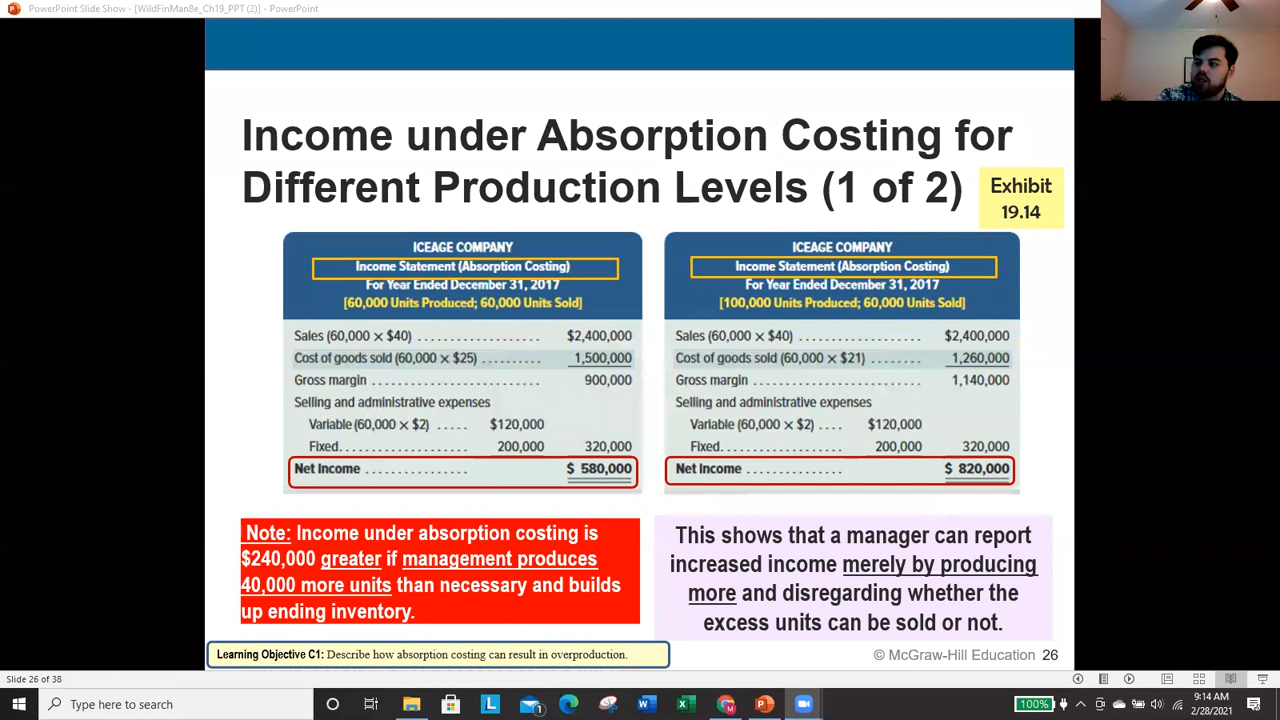 PowerPoint Slide Show - [WildFinMan8e_Ch19_PPT (2)] - PowerPoint
Income under Absorption Costing for
Different Production Levels (1 of 2)
Exhibit
19.14
ICEAGE COMPANY
Income Statement (Absorption Costing)
For Year Ended December 31, 2017
[60,000 Units Produced; 60,000 Units Sold]
Sales (60,000 × $40) . . . . . . . . . . . . . . . . . . . $2,400,000
Cost of goods sold (60,000 × $25) . . . . . . . . . . 1,500,000
Gross margin . . . . . . . . . . . . . . . . . . . . . . . . . . 900,000
Selling and administrative expenses
Variable (60,000 × $2) . . . . . $120,000
Fixed. . . . . . . . . . . . . . . . . . . . 200,000 320,000
Net Income . . . . . . . . . . . . . . . $ 580,000
ICEAGE COMPANY
Income Statement (Absorption Costing)
For Year Ended December 31, 2017
[100,000 Units Produced; 60,000 Units Sold]
Sales (60,000 × $40) . . . . . . . . . . . . . . . . . . . $2,400,000
Cost of goods sold (60,000 × $21) . . . . . . . . 1,260,000
Gross margin . . . . . . . . . . . . . . . . . . . . . . . . . . 1,140,000
Selling and administrative expenses
Variable (60,000 × $2) . . . . $120,000
Fixed. . . . . . . . . . . . . . . . . . . . 200,000 320,000
Net Income . . . . . . . . . . . . . . $ 820,000
Note: Income under absorption costing is
$240,000 greater if management produces
40,000 more units than necessary and builds
up ending inventory.
This shows that a manager can report
increased income merely by producing
more and disregarding whether the
excess units can be sold or not.
Learning Objective C1: Describe how absorption costing can result in overproduction.
© McGraw-Hill Education 26
Slide 26 of 38
Type here to search
100%
9:14 AM
2/28/2021